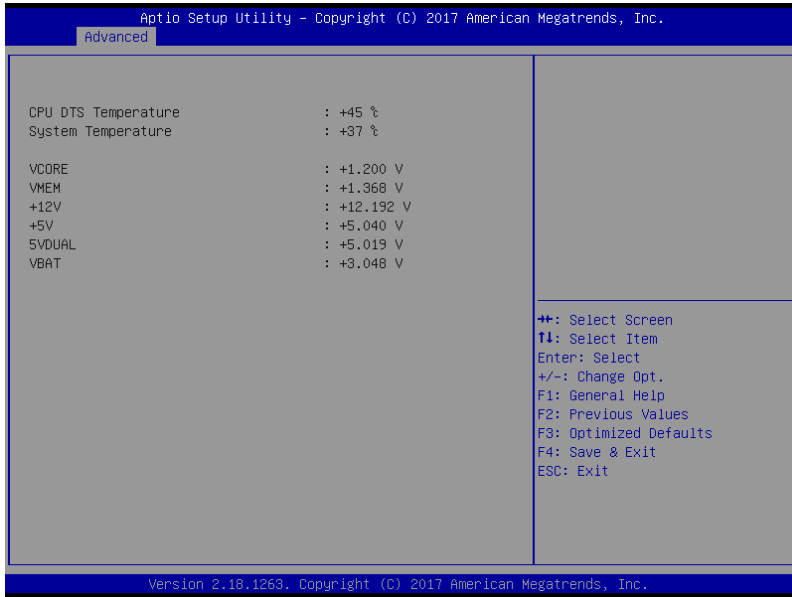 Aptio Setup Utility – Copyright (C) 2017 American Megatrends, Inc.
Advanced
CPU DTS Temperature : +45 ℃
System Temperature : +37 ℃
VCORE : +1.200 V
VMEM : +1.368 V
+12V : +12.192 V
+5V : +5.040 V
5VDUAL : +5.019 V
VBAT : +3.048 V
→←: Select Screen
↑↓: Select Item
Enter: Select
+/-: Change Opt.
F1: General Help
F2: Previous Values
F3: Optimized Defaults
F4: Save & Exit
ESC: Exit
Version 2.18.1263. Copyright (C) 2017 American Megatrends, Inc.